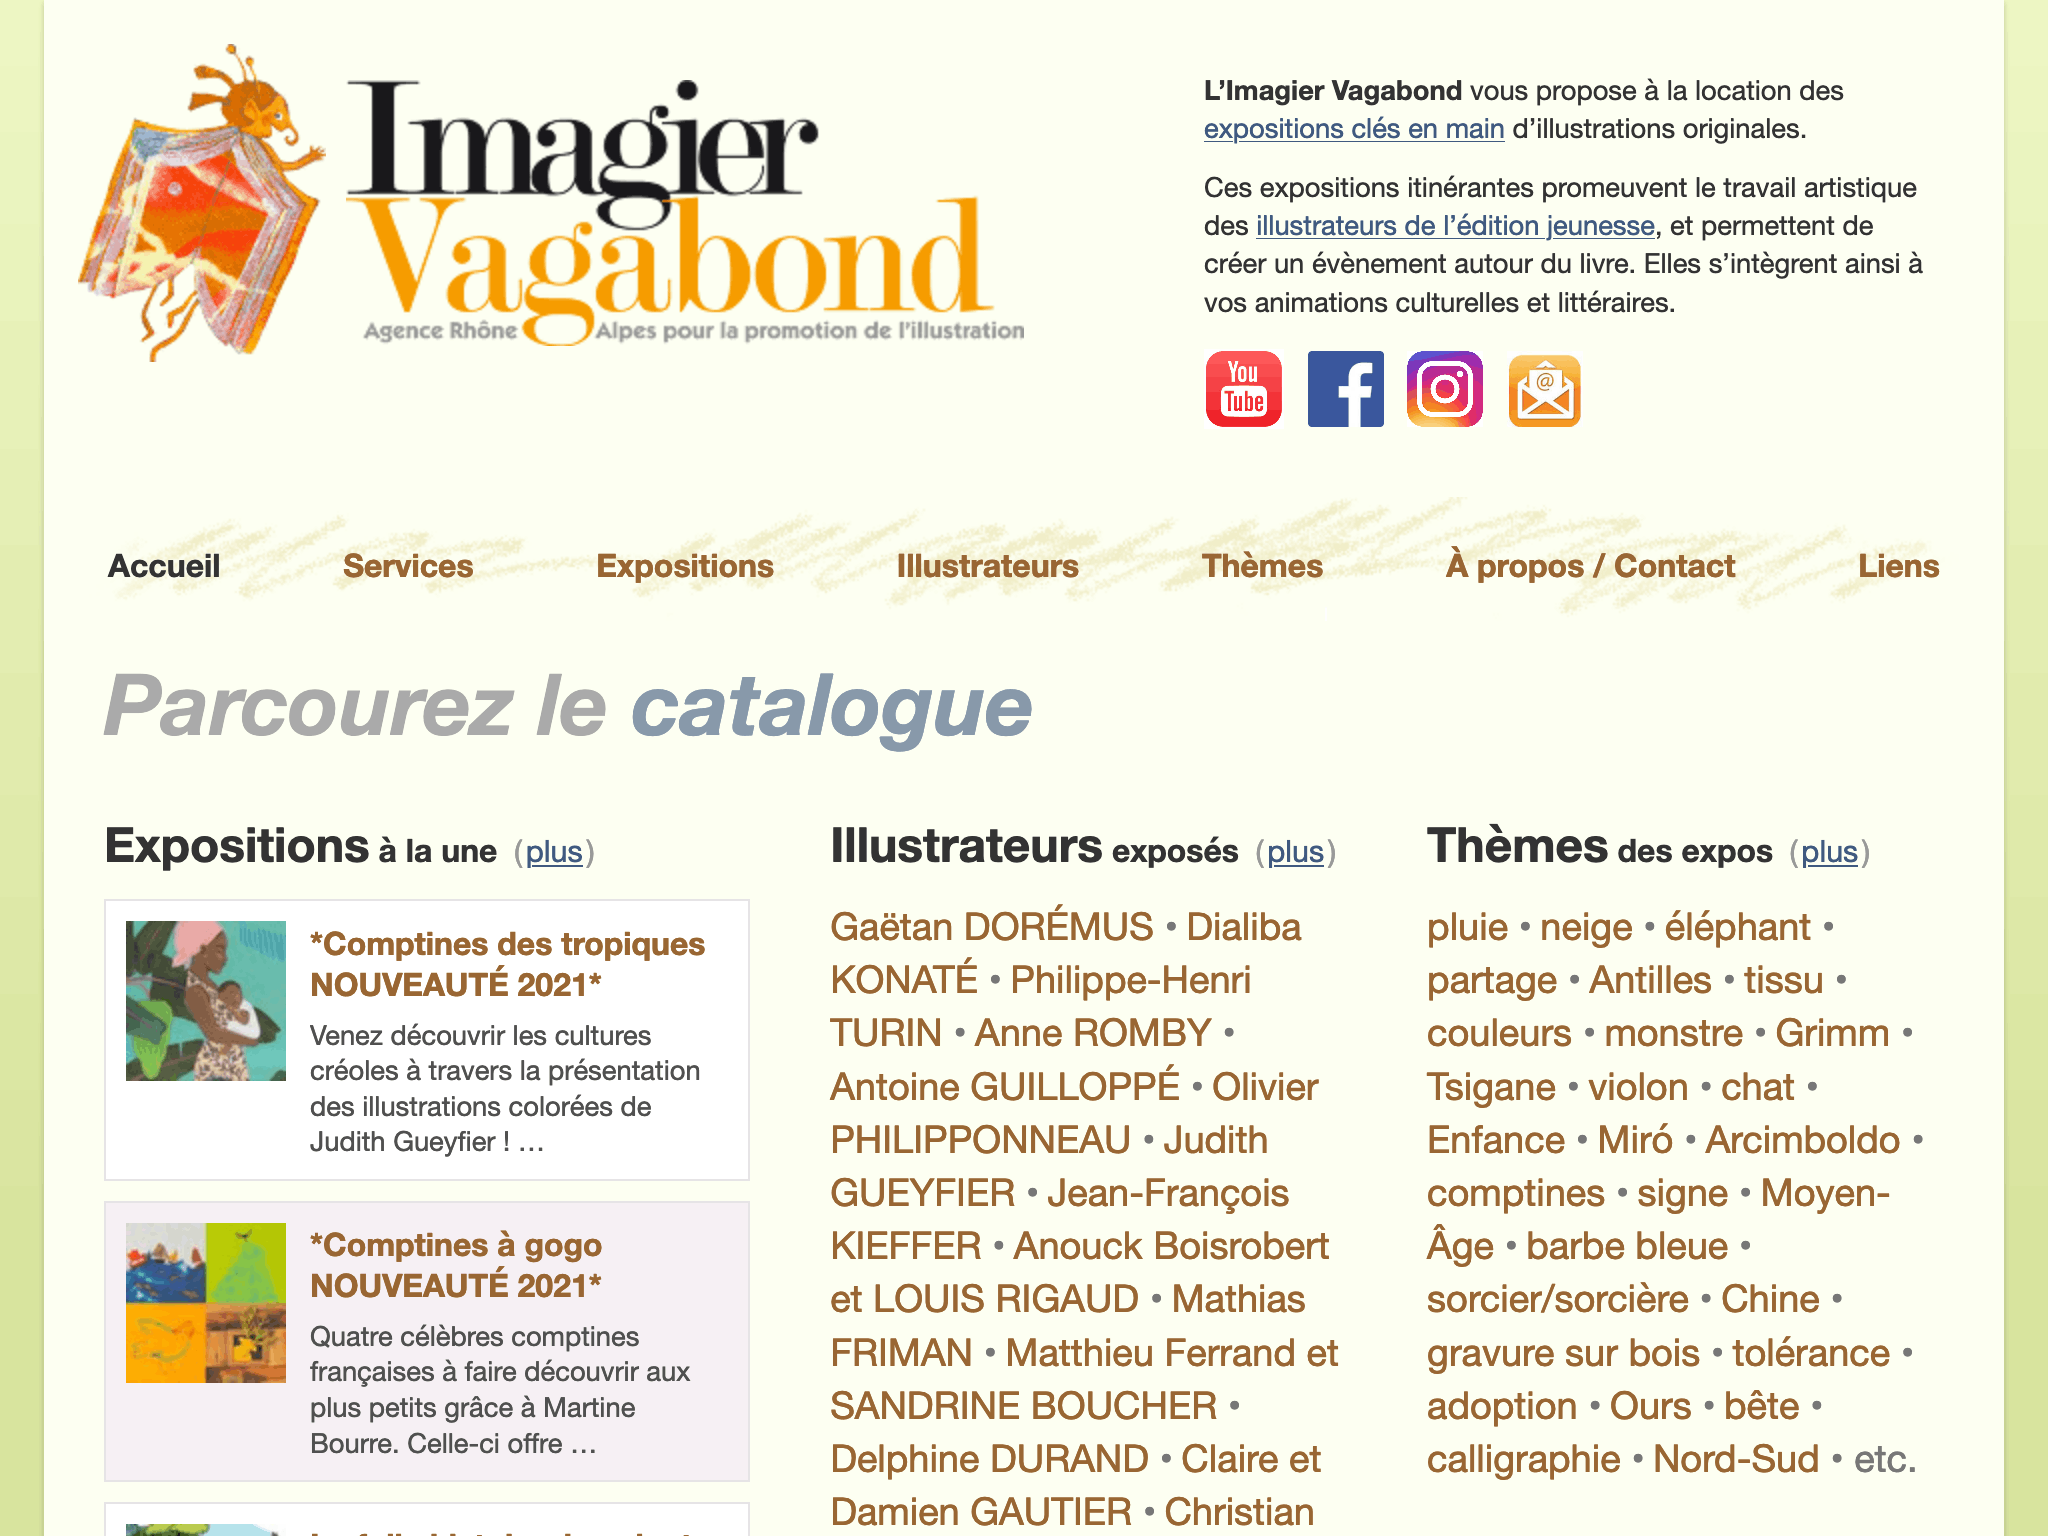 Imagier
Vagabond
Agence Rhône Alpes pour la promotion de l'illustration
L’Imagier Vagabond vous propose à la location des
expositions clés en main d’illustrations originales.
Ces expositions itinérantes promeuvent le travail artistique
des illustrateurs de l’édition jeunesse, et permettent de
créer un évènement autour du livre. Elles s’intègrent ainsi à
vos animations culturelles et littéraires.
You
Tube
f
@
Accueil Services Expositions Illustrateurs Thèmes À propos / Contact Liens
Parcourez le catalogue
Expositions à la une (plus)
*Comptines des tropiques
NOUVEAUTÉ 2021*
Venez découvrir les cultures
créoles à travers la présentation
des illustrations colorées de
Judith Gueyfier ! …
*Comptines à gogo
NOUVEAUTÉ 2021*
Quatre célèbres comptines
françaises à faire découvrir aux
plus petits grâce à Martine
Bourre. Celle-ci offre …
Illustrateurs exposés (plus)
Gaëtan DORÉMUS • Dialiba
KONATÉ • Philippe-Henri
TURIN • Anne ROMBY •
Antoine GUILLOPPÉ • Olivier
PHILIPPONNEAU • Judith
GUEYFIER • Jean-François
KIEFFER • Anouck Boisrobert
et LOUIS RIGAUD • Mathias
FRIMAN • Matthieu Ferrand et
SANDRINE BOUCHER •
Delphine DURAND • Claire et
Damien GAUTIER • Christian
Thèmes des expos (plus)
pluie • neige • éléphant •
partage • Antilles • tissu •
couleurs • monstre • Grimm •
Tsigane • violon • chat •
Enfance • Miró • Arcimboldo •
comptines • signe • Moyen-
Âge • barbe bleue •
sorcier/sorcière • Chine •
gravure sur bois • tolérance •
adoption • Ours • bête •
calligraphie • Nord-Sud • etc.